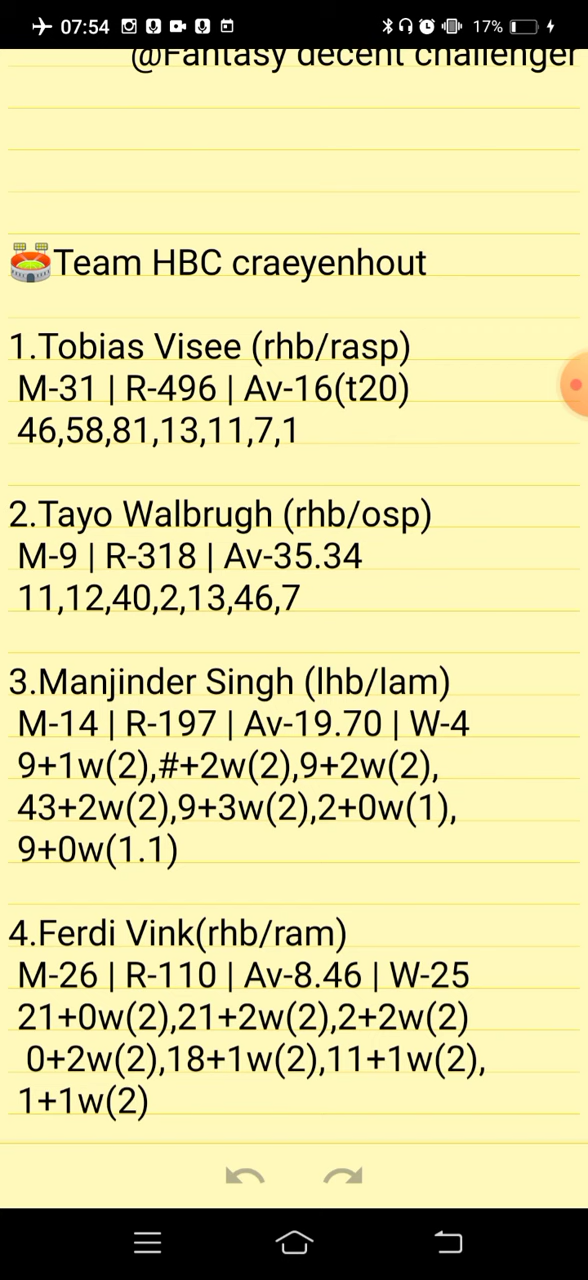 07:54
17%
@Fantasy decent challenger
Team HBC craeyenhout
1.Tobias Visee (rhb/rasp)
M-31 | R-496 | Av-16(t20)
46,58,81,13,11,7,1
2.Tayo Walbrugh (rhb/osp)
M-9 | R-318 | Av-35.34
11,12,40,2,13,46,7
3.Manjinder Singh (lhb/lam)
M-14 | R-197 | Av-19.70 | W-4
9+1w(2),#+2w(2),9+2w(2),
43+2w(2),9+3w(2),2+0w(1),
9+0w(1.1)
4.Ferdi Vink(rhb/ram)
M-26 | R-110 | Av-8.46 | W-25
21+0w(2),21+2w(2),2+2w(2)
0+2w(2),18+1w(2),11+1w(2),
1+1w(2)